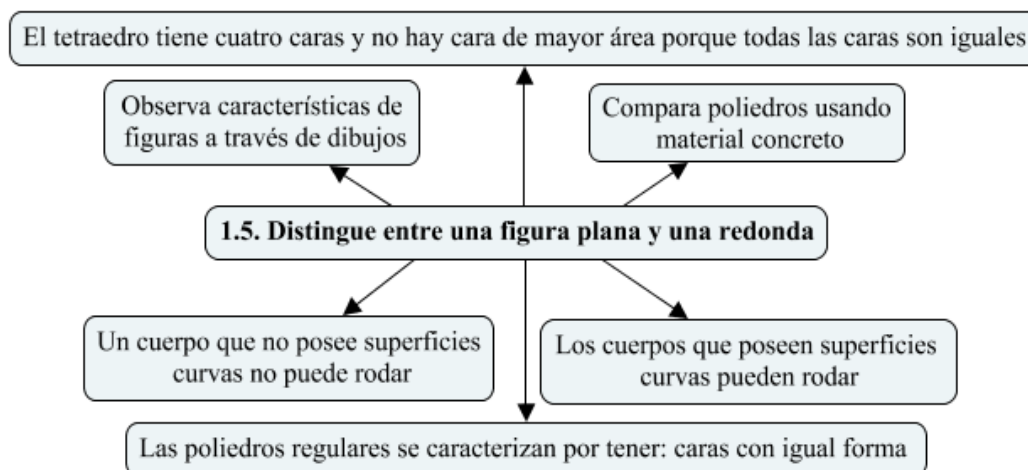 El tetraedro tiene cuatro caras y no hay cara de mayor área porque todas las caras son iguales
Observa características de
figuras a través de dibujos
Compara poliedros usando
material concreto
1.5. Distingue entre una figura plana y una redonda
Un cuerpo que no posee superficies
curvas no puede rodar
Los cuerpos que poseen superficies
curvas pueden rodar
Las poliedros regulares se caracterizan por tener: caras con igual forma